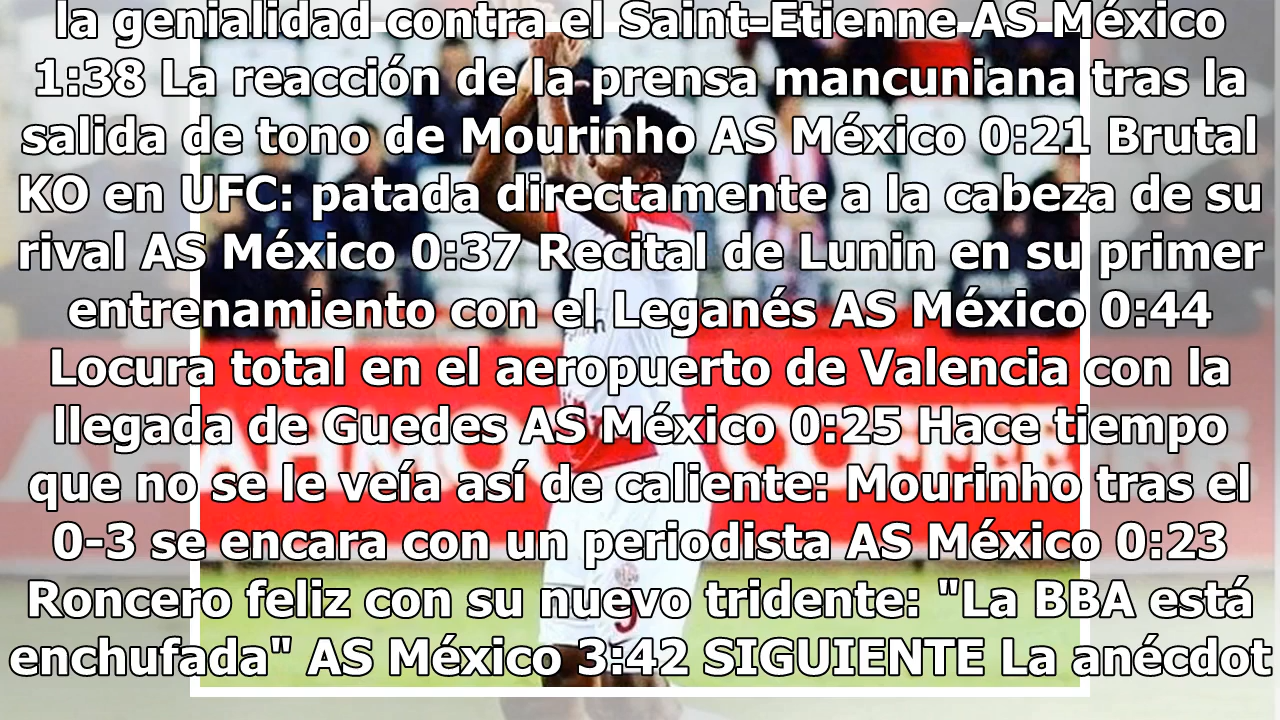 la genialidad contra el Saint-Etienne AS México
1:38 La reacción de la prensa mancuniana tras la
salida de tono de Mourinho AS México 0:21 Brutal
KO en UFC: patada directamente a la cabeza de su
rival AS México 0:37 Recital de Lunin en su primer
entrenamiento con el Leganés AS México 0:44
Locura total en el aeropuerto de Valencia con la
llegada de Guedes AS México 0:25 Hace tiempo
que no se le veía así de caliente: Mourinho tras el
0-3 se encara con un periodista AS México 0:23
Roncero feliz con su nuevo tridente: "La BBA está
enchufada" AS México 3:42 SIGUIENTE La anécdot
9